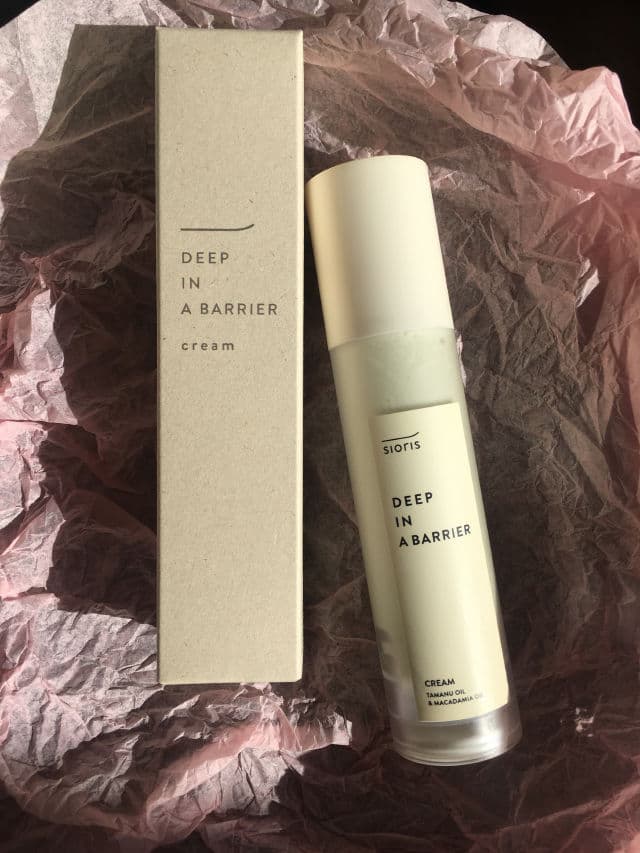 DEEP
IN
A BARRIER
cream
sioris
DEEP
IN
A BARRIER
CREAM
TAMANU OIL
& MACADAMIA OIL